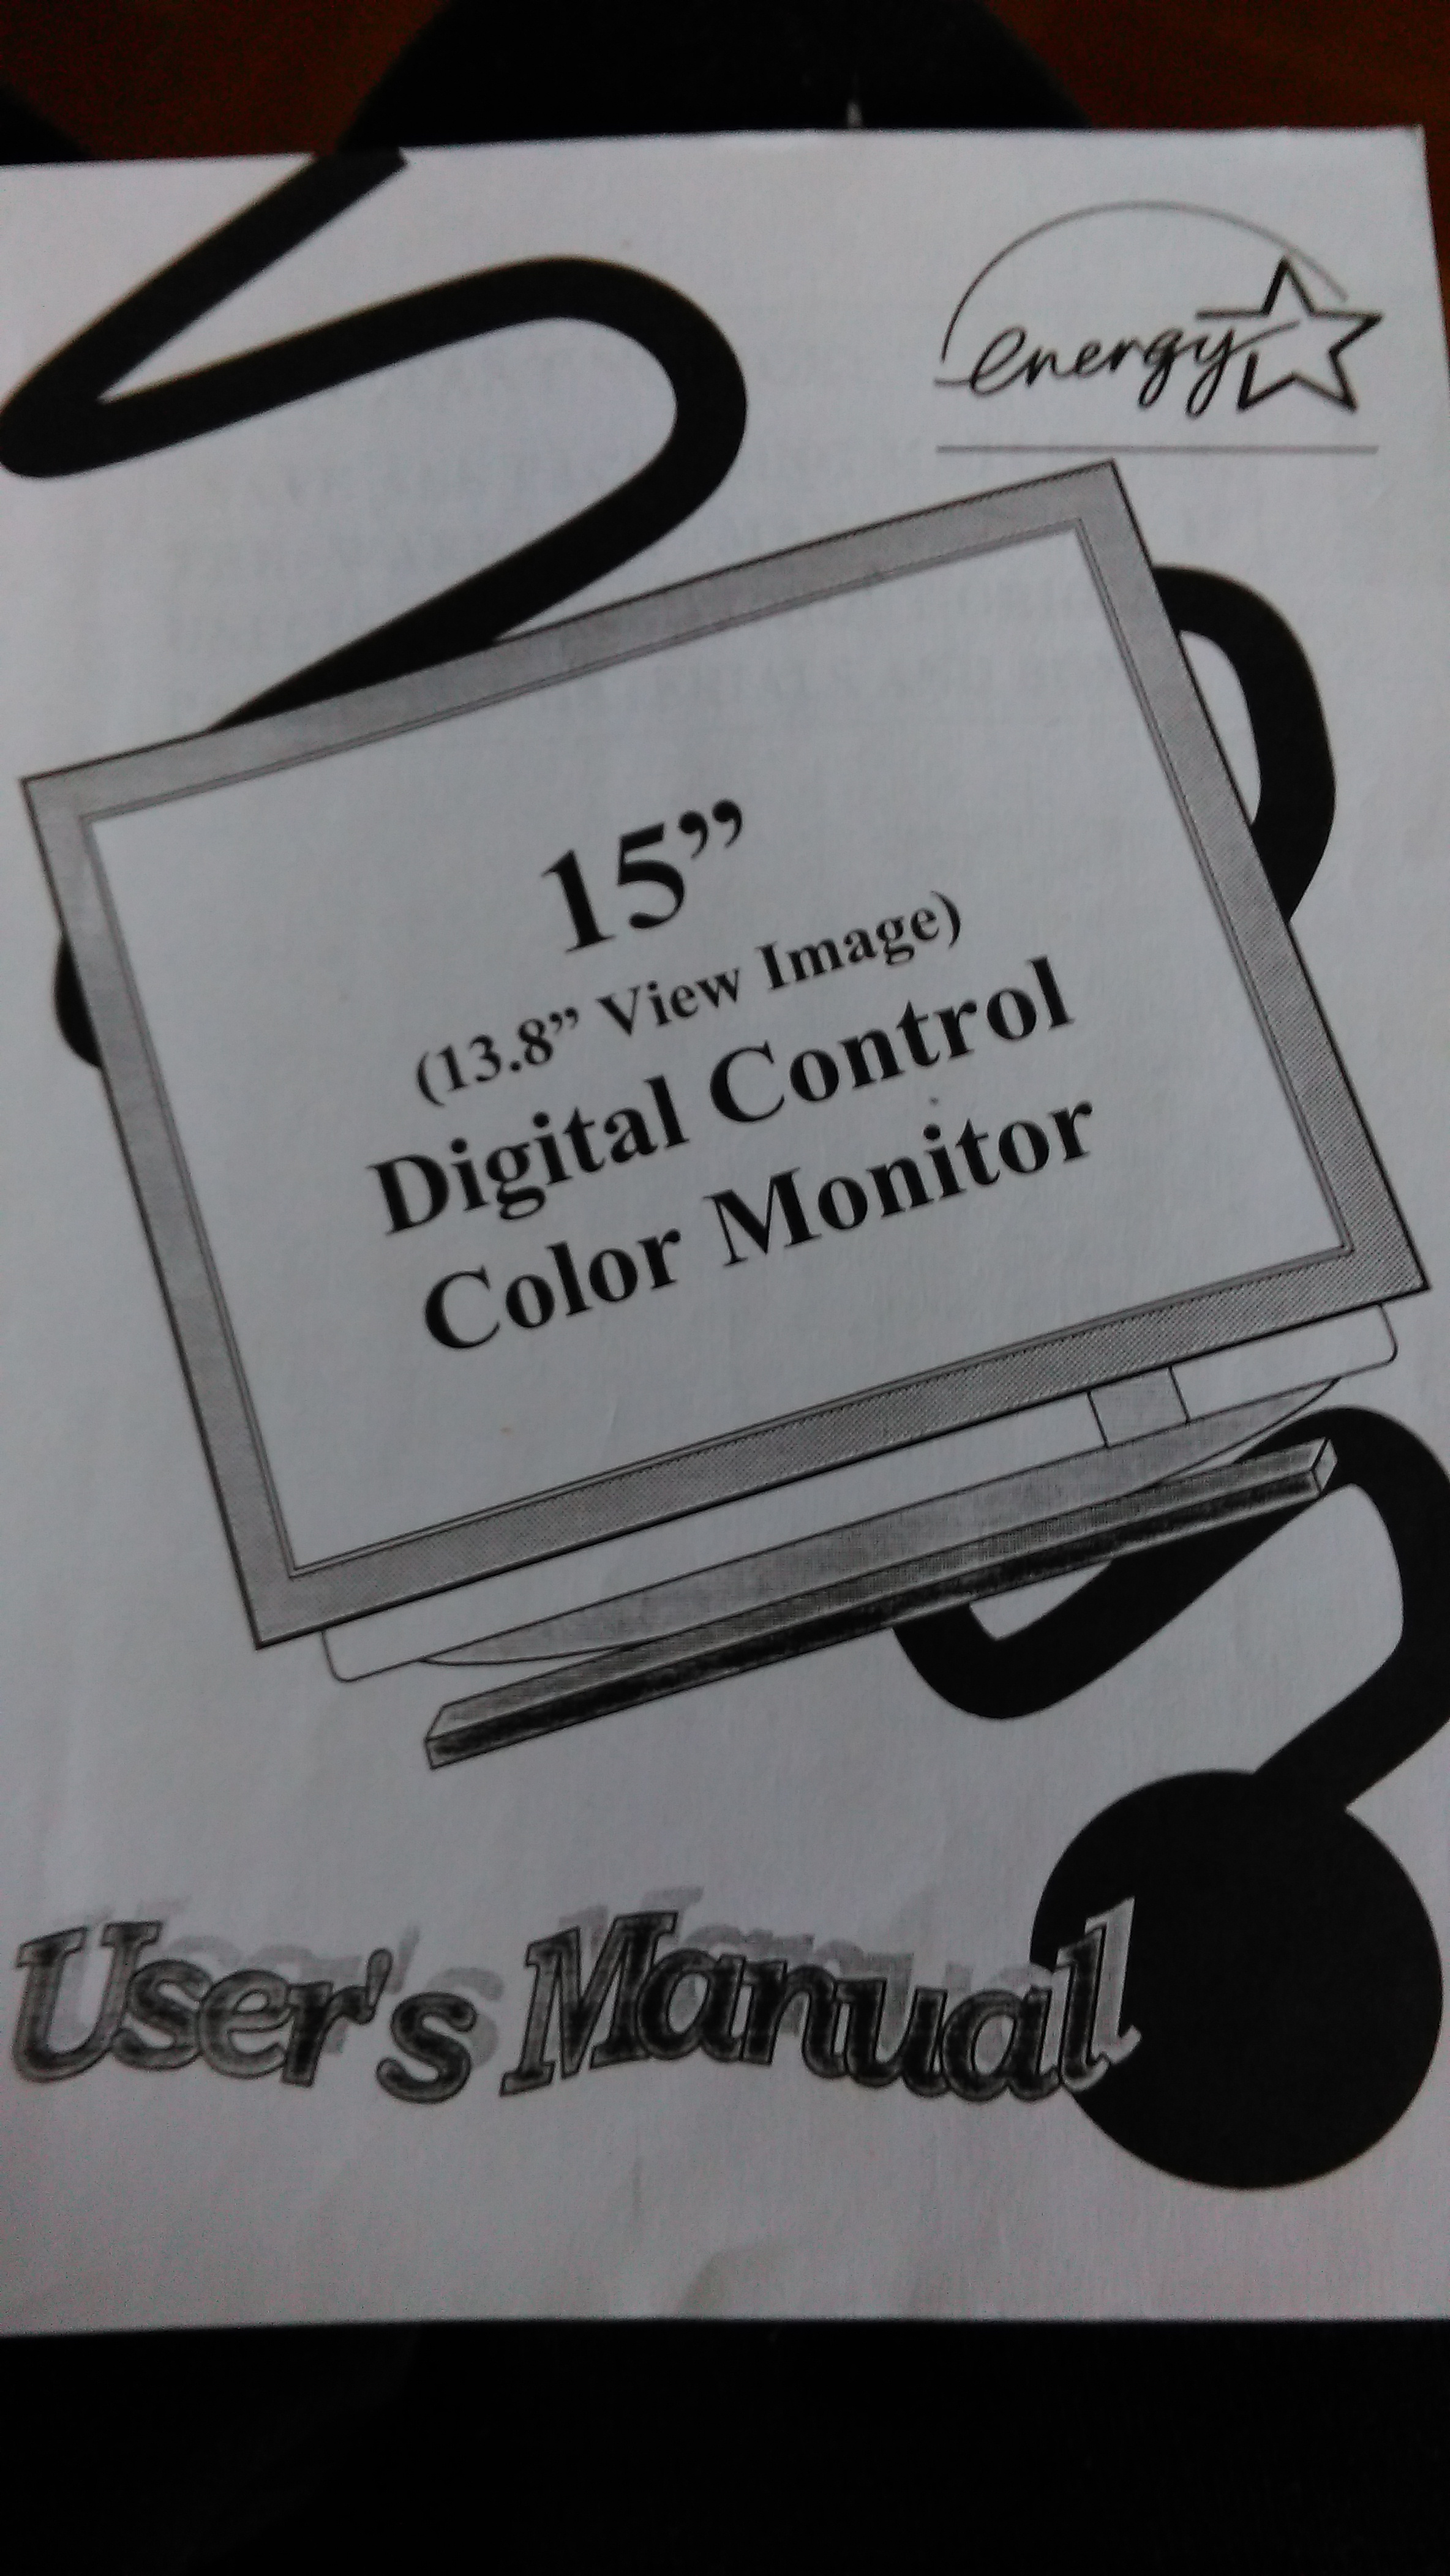 energy
15”
(13.8” View Image)
Digital Control
Color Monitor
User's Manual